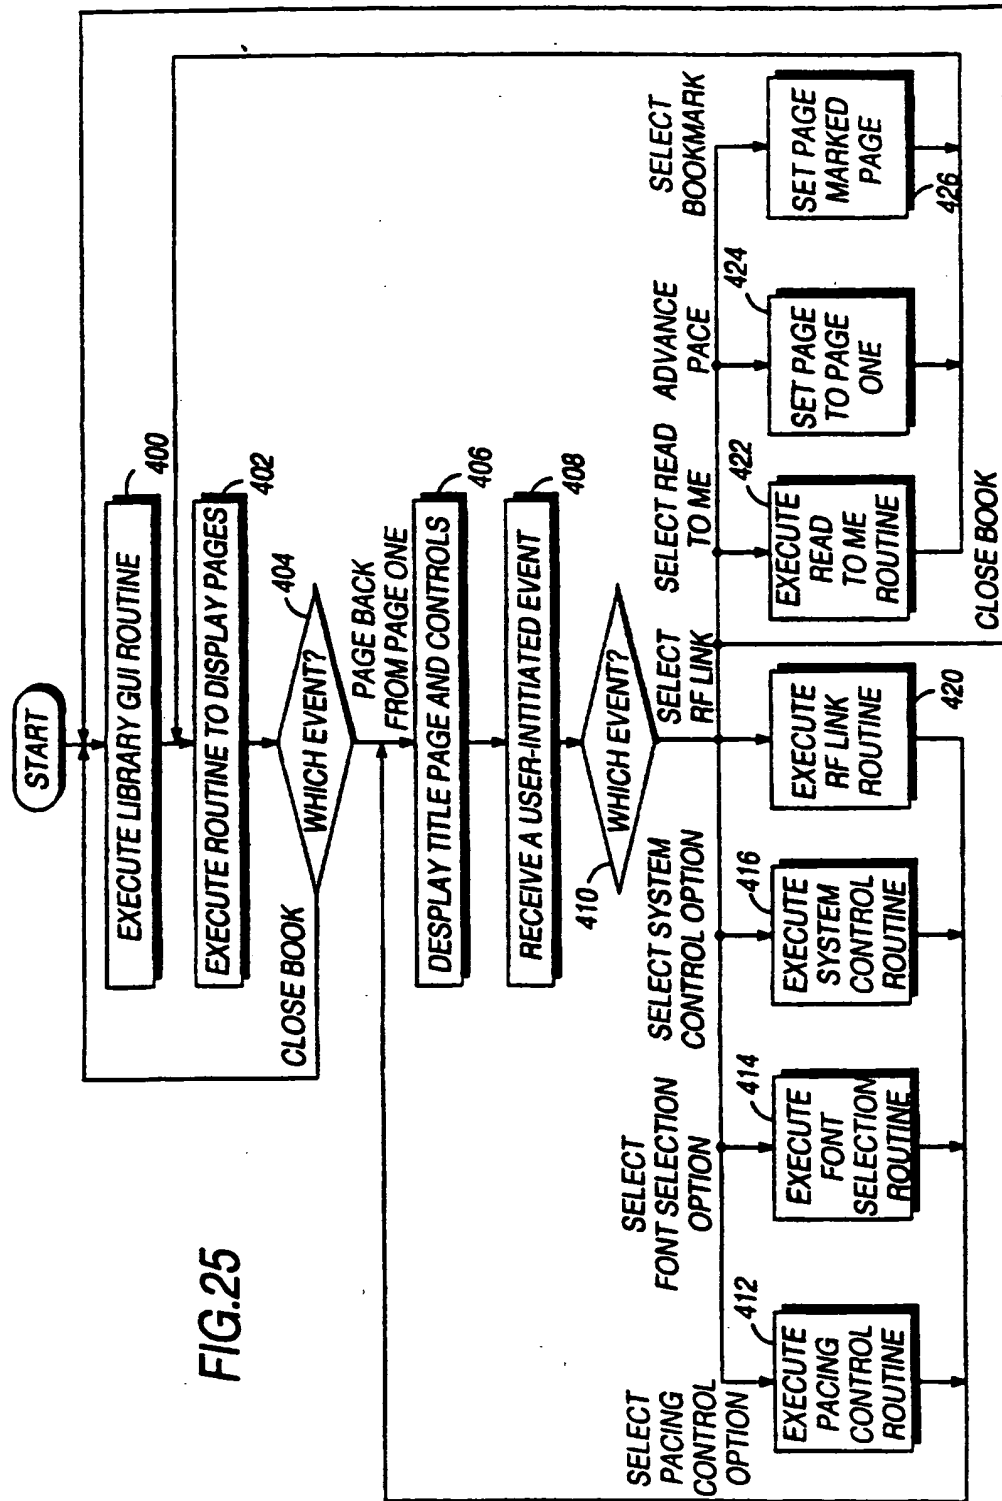 FIG.25
START
EXECUTE LIBRARY GUI ROUTINE
400
EXECUTE ROUTINE TO DISPLAY PAGES
402
WHICH EVENT?
404
CLOSE BOOK
PAGE BACK
FROM PAGE ONE
DESPLAY TITLE PAGE AND CONTROLS
406
RECEIVE A USER-INTITIATED EVENT
408
WHICH EVENT?
410
SELECT
PACING
CONTROL
OPTION
SELECT
FONT SELECTION
OPTION
SELECT SYSTEM
CONTROL OPTION
SELECT
RF LINK
SELECT READ
TO ME
ADVANCE
PACE
SELECT
BOOKMARK
EXECUTE
PACING
CONTROL
ROUTINE
412
EXECUTE
FONT
SELECTION
ROUTINE
414
EXECUTE
SYSTEM
CONTROL
ROUTINE
416
EXECUTE
RF LINK
ROUTINE
420
EXECUTE
READ
TO ME
ROUTINE
422
SET PAGE
TO PAGE
ONE
424
SET PAGE
MARKED
PAGE
426
CLOSE BOOK